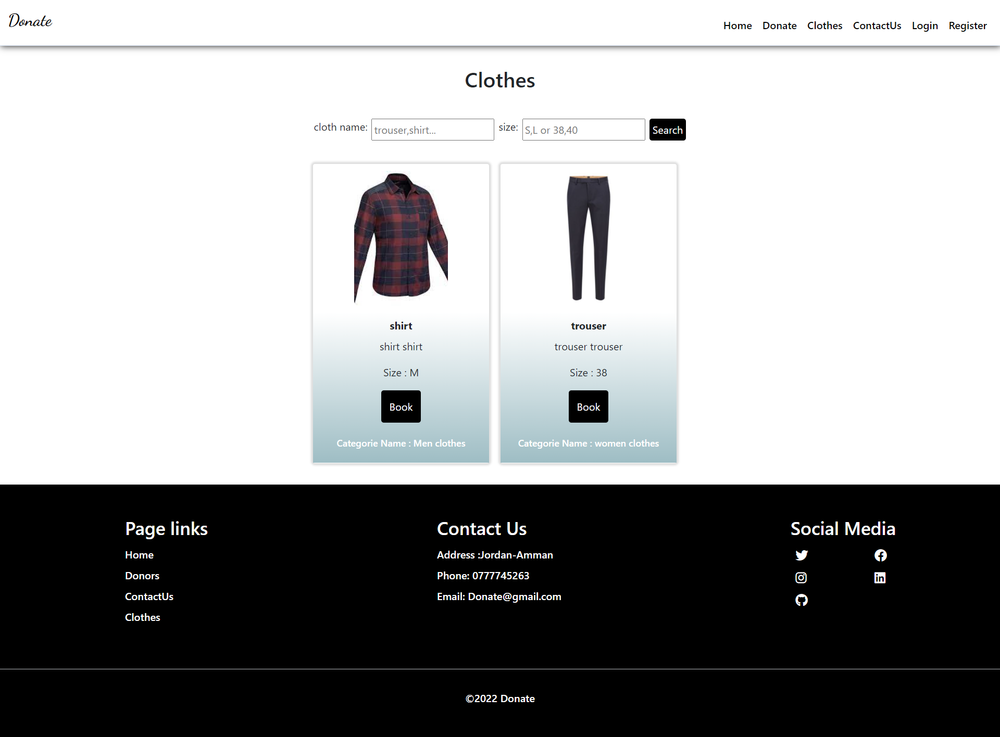 Donate
Home Donate Clothes ContactUs Login Register
Clothes
cloth name: trouser,shirt... size: S,L or 38,40 Search
shirt
shirt shirt
Size : M
Book
Categorie Name : Men clothes
trouser
trouser trouser
Size : 38
Book
Categorie Name : women clothes
Page links
Home
Donors
ContactUs
Clothes
Contact Us
Address :Jordan-Amman
Phone: 0777745263
Email: Donate@gmail.com
Social Media
©2022 Donate